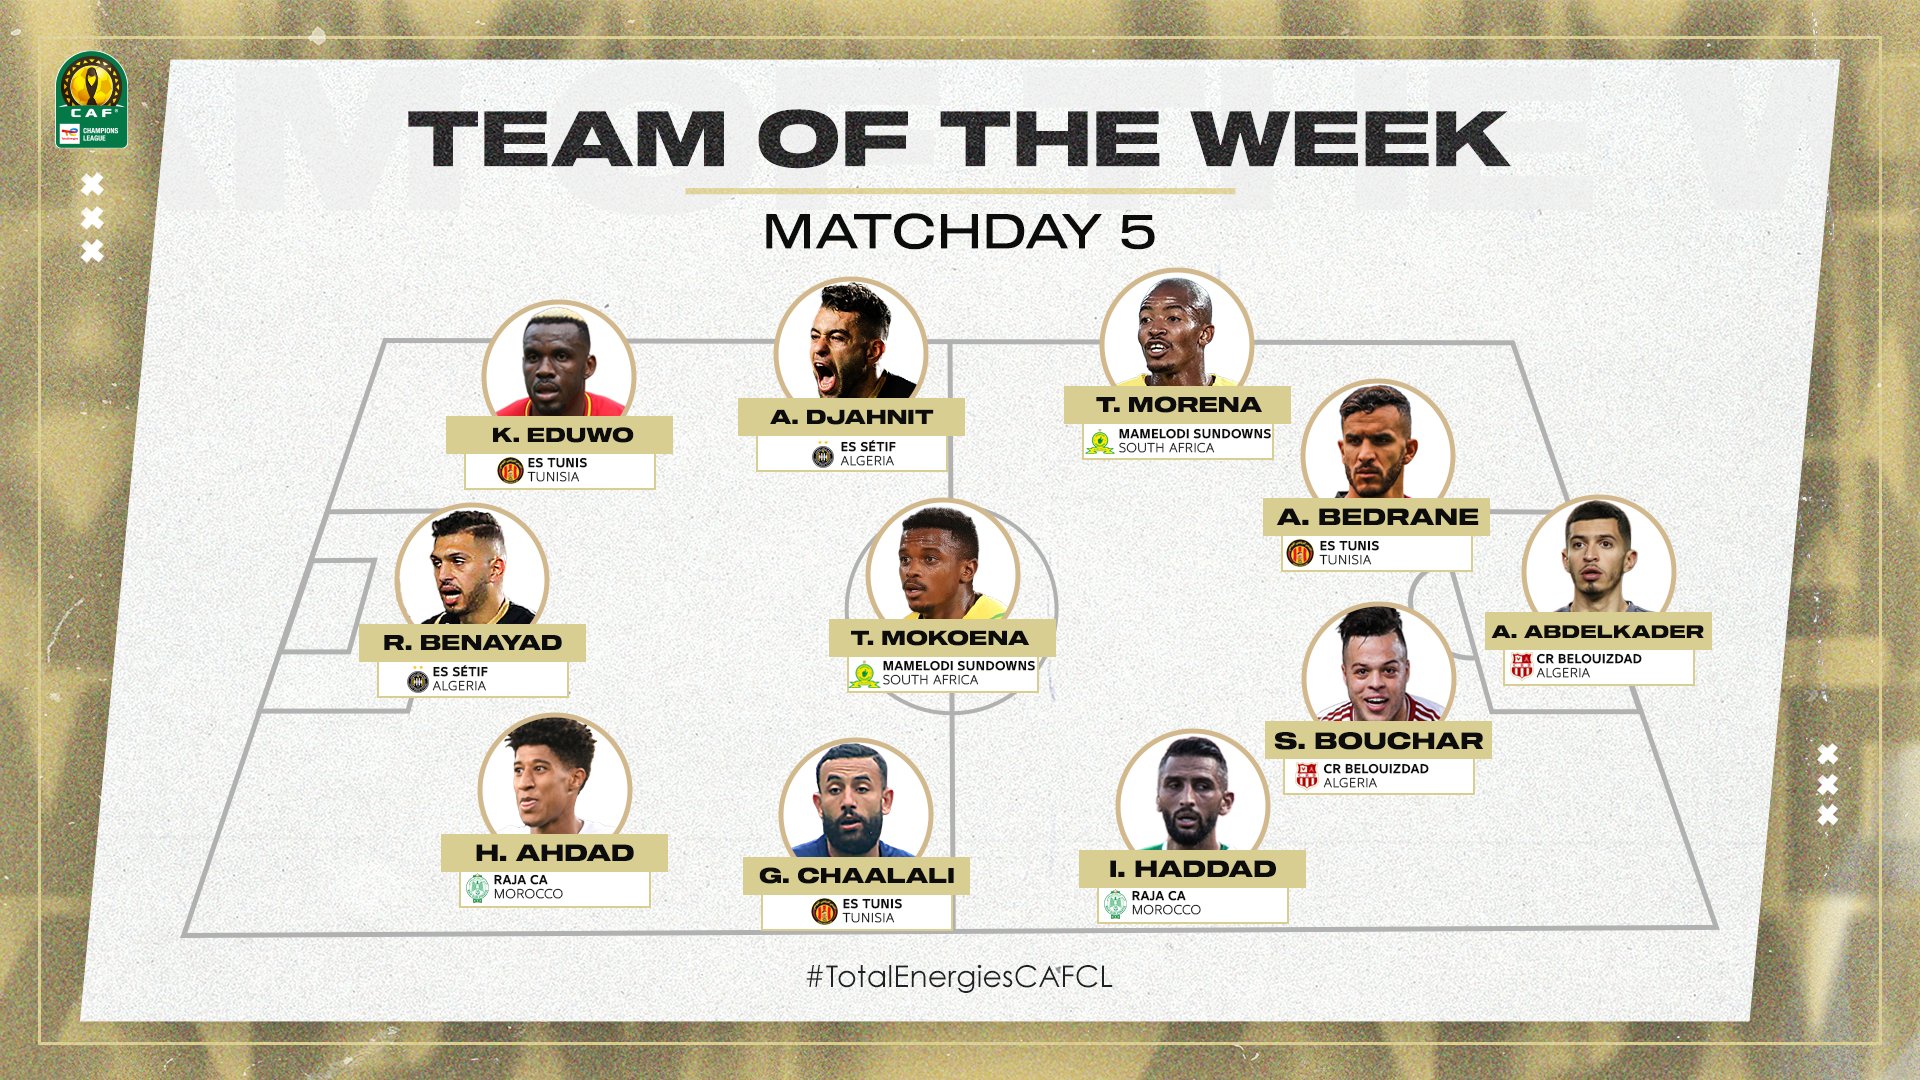 CAF
CHAMPIONS
LEAGUE
TEAM OF THE WEEK
MATCHDAY 5
K. EDUWO
ES TUNIS
TUNISIA
A. DJAHNIT
ES SÉTIF
ALGERIA
T. MORENA
MAMELODI SUNDOWNS
SOUTH AFRICA
A. BEDRANE
ES TUNIS
TUNISIA
R. BENAYAD
ES SÉTIF
ALGERIA
T. MOKOENA
MAMELODI SUNDOWNS
SOUTH AFRICA
A. ABDELKADER
CR BELOUIZDAD
ALGERIA
S. BOUCHAR
CR BELOUIZDAD
ALGERIA
H. AHDAD
RAJA CA
MOROCCO
G. CHAALALI
ES TUNIS
TUNISIA
I. HADDAD
RAJA CA
MOROCCO
#TotalEnergiesCAFCL